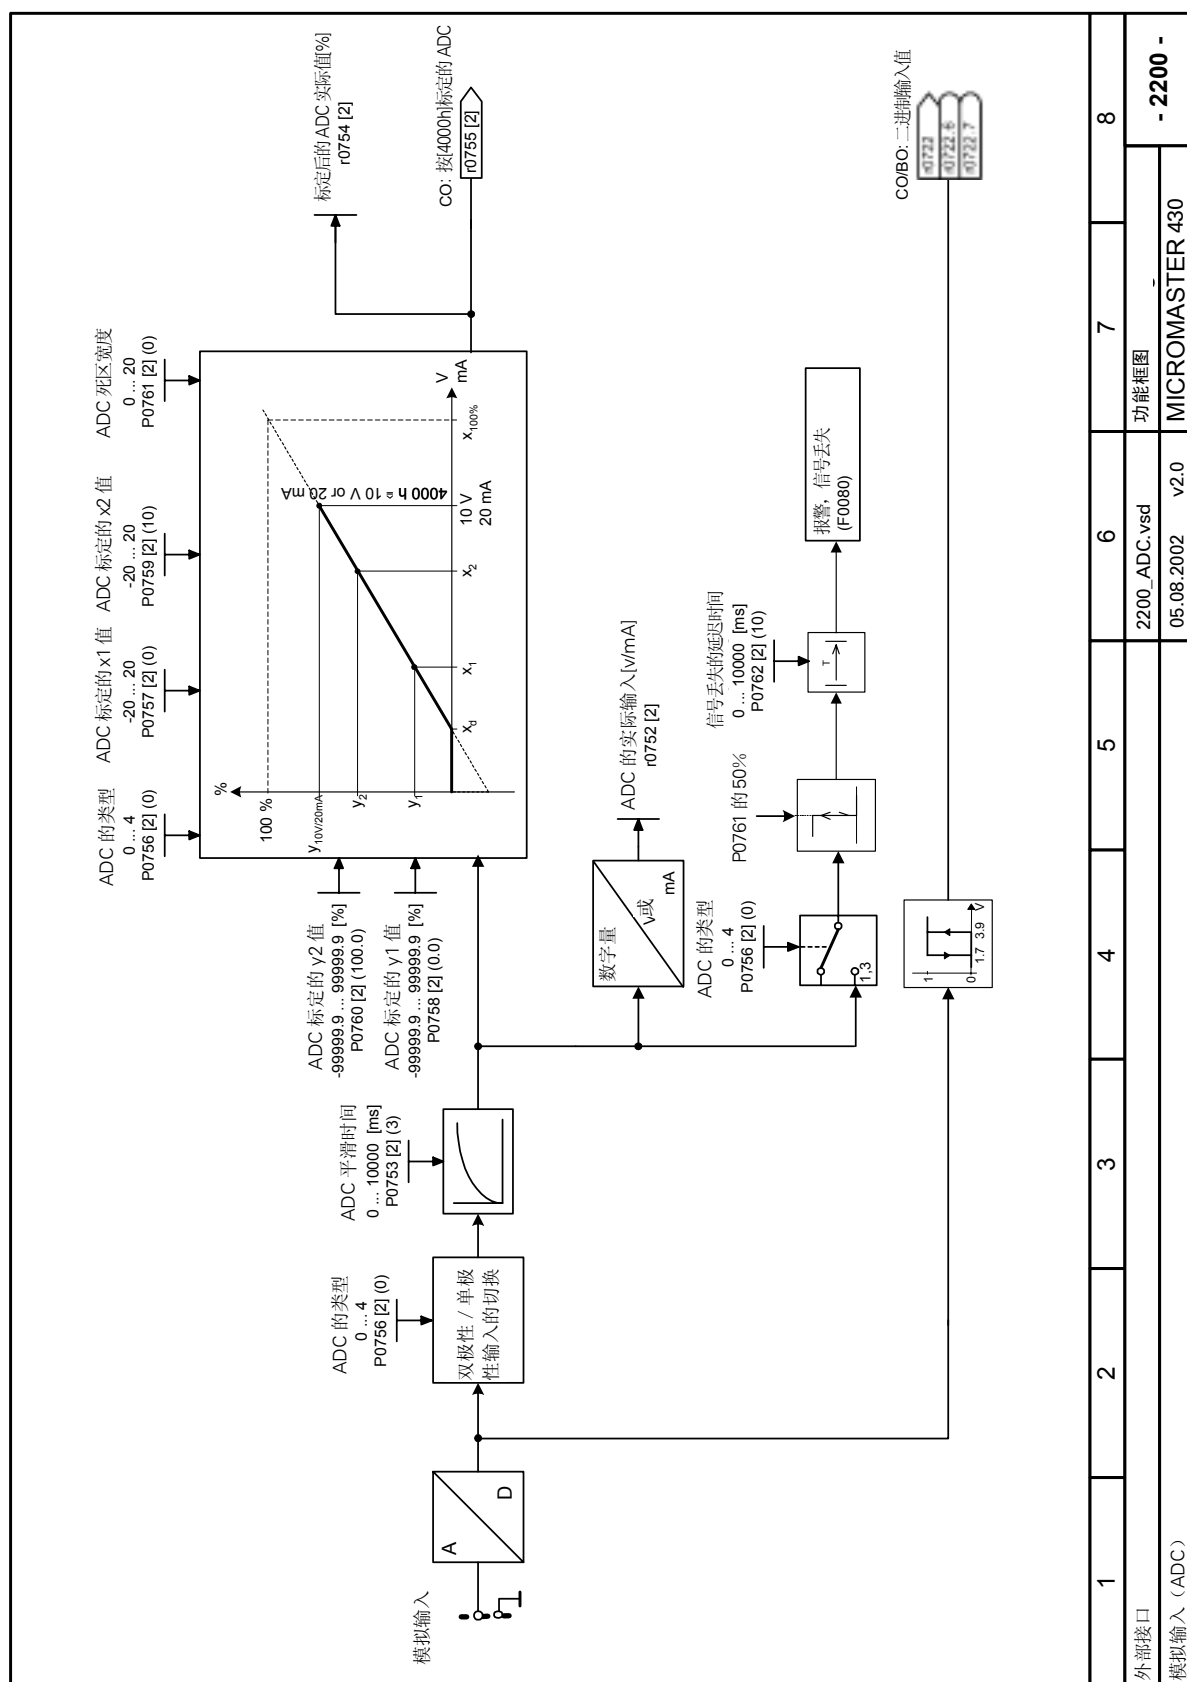 模拟输入
A
D
ADC 的类型
0 ... 4
P0756 [2] (0)
双极性 / 单极
性输入的切换
ADC 平滑时间
0 ... 10000 [ms]
P0753 [2] (3)
ADC 标定的 y2 值
-99999.9 ... 99999.9 [%]
P0760 [2] (100.0)
ADC 标定的 y1 值
-99999.9 ... 99999.9 [%]
P0758 [2] (0.0)
ADC 的类型
0 ... 4
P0756 [2] (0)
ADC 标定的 x1 值
-20 ... 20
P0757 [2] (0)
ADC 标定的 x2 值
-20 ... 20
P0759 [2] (10)
ADC 死区宽度
0 ... 20
P0761 [2] (0)
%
100 %
y10V/20mA
y2
y1
xd
x1
x2
10 V
20 mA
x100%
V
mA
4000 h ≙ 10 V or 20 mA
标定后的 ADC 实际值[%]
r0754 [2]
CO: 按[4000h]标定的 ADC
r0755 [2]
数字量
v或
mA
ADC 的实际输入[v/mA]
r0752 [2]
ADC 的类型
0 ... 4
P0756 [2] (0)
1,3
P0761 的 50%
信号丢失的延迟时间
0 ... 10000 [ms]
P0762 [2] (10)
T
报警, 信号丢失
(F0080)
1
0
1.7
3.9
V
CO/BO: 二进制输入值
r0722
r0722.6
r0722.7
1
2
3
4
5
6
7
8
外部接口
2200_ADC.vsd
功能框图
- 2200 -
模拟输入（ADC）
05.08.2002
v2.0
MICROMASTER 430